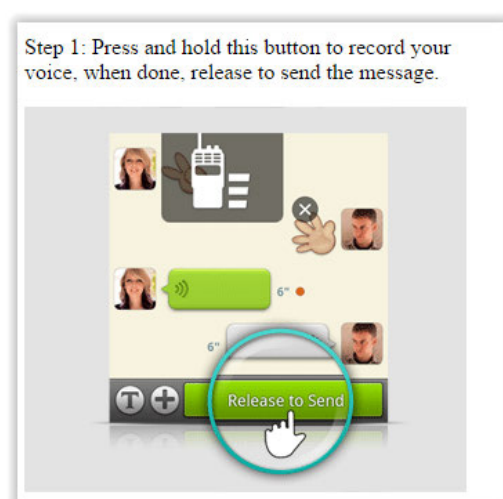 Step 1: Press and hold this button to record your
voice, when done, release to send the message.
6"
6"
T
Release to Send